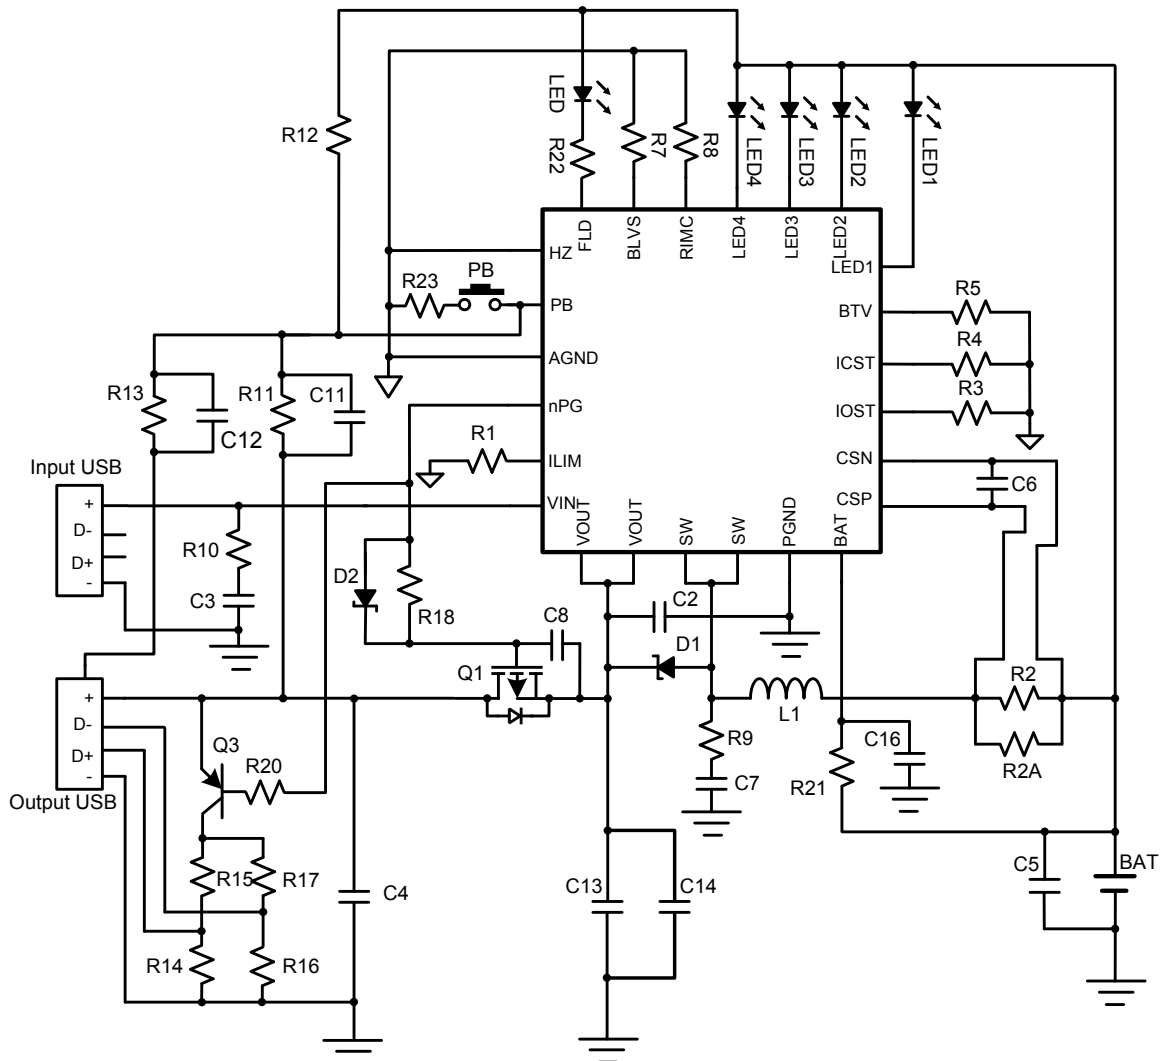 LED
R12
R22
R7
R8
LED4
LED3
LED2
LED1
FLD
BLVS
RIMC
LED4
LED3
LED2
LED1
HZ
PB
R23
PB
AGND
nPG
ILIM
VIN
BTV
ICST
IOST
CSN
CSP
R5
R4
R3
R13
C12
R11
C11
R1
Input USB
+
D-
D+
-
R10
C3
D2
R18
VOUT
VOUT
SW
SW
PGND
BAT
C6
C2
C8
D1
Q1
L1
R2
R2A
R9
C7
C16
R21
+
D-
D+
-
Output USB
Q3
R20
R15
R17
R14
R16
C4
C13
C14
C5
BAT